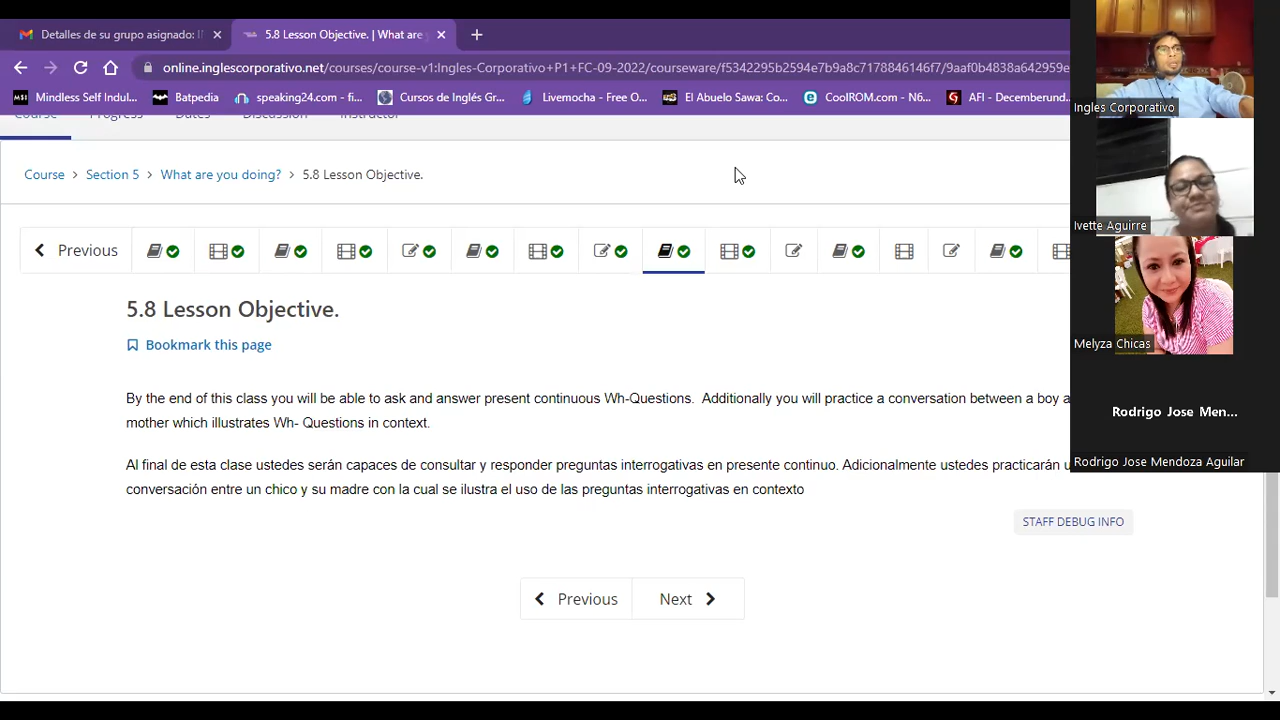 Detalles de su grupo asignado: II
5.8 Lesson Objective. | What are
online.inglescorporativo.net/courses/course-v1:Ingles-Corporativo+P1+FC-09-2022/courseware/f5342295b2594e7b9a8c7178846146f7/9aaf0b4838a642959e
Mindless Self Indul...
Batpedia
speaking24.com - fi...
Cursos de Inglés Gr...
Livemocha - Free O...
El Abuelo Sawa: Co...
CoolROM.com - N6...
AFI - Decemberund...
Course
Progress
Dates
Discussion
Instructor
Course > Section 5 > What are you doing? > 5.8 Lesson Objective.
Previous
5.8 Lesson Objective.
Bookmark this page
By the end of this class you will be able to ask and answer present continuous Wh-Questions. Additionally you will practice a conversation between a boy a
mother which illustrates Wh- Questions in context.
Al final de esta clase ustedes serán capaces de consultar y responder preguntas interrogativas en presente continuo. Adicionalmente ustedes practicarán u
conversación entre un chico y su madre con la cual se ilustra el uso de las preguntas interrogativas en contexto
STAFF DEBUG INFO
Previous
Next
Ingles Corporativo
Ivette Aguirre
Melyza Chicas
Rodrigo Jose Men...
Rodrigo Jose Mendoza Aguilar